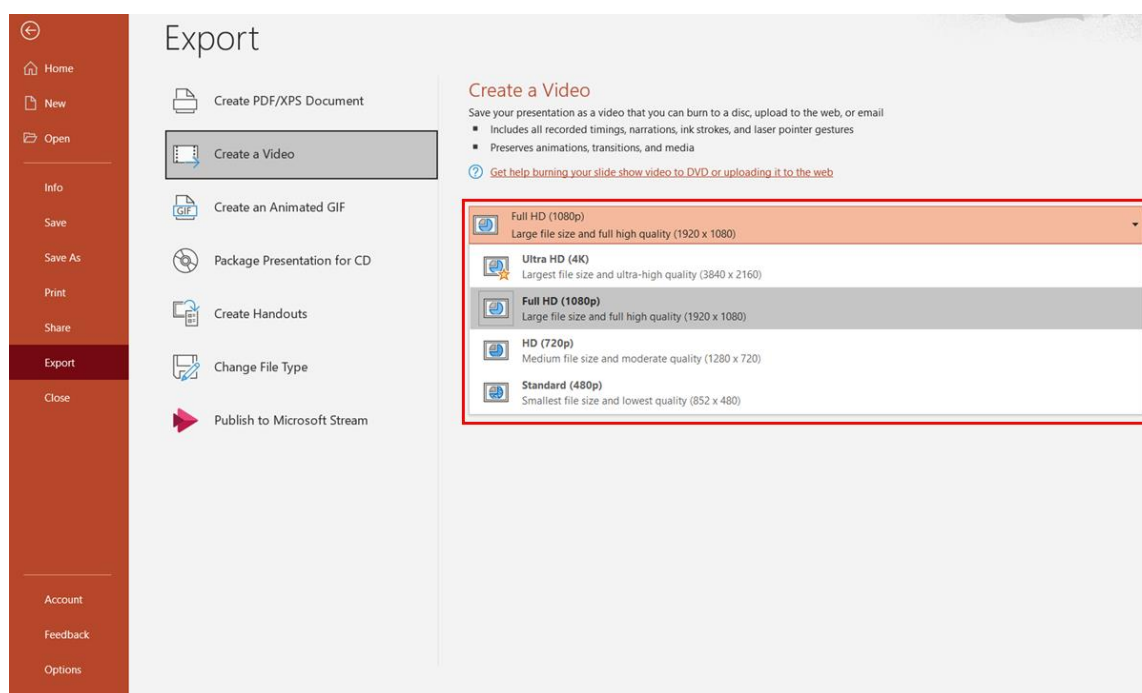 Export
Home
New
Open
Info
Save
Save As
Print
Share
Export
Close
Account
Feedback
Options
Create PDF/XPS Document
Create a Video
Create an Animated GIF
GIF
Package Presentation for CD
Create Handouts
Change File Type
Publish to Microsoft Stream
Create a Video
Save your presentation as a video that you can burn to a disc, upload to the web, or email
▪ Includes all recorded timings, narrations, ink strokes, and laser pointer gestures
▪ Preserves animations, transitions, and media
? Get help burning your slide show video to DVD or uploading it to the web
Full HD (1080p)
Large file size and full high quality (1920 x 1080)
Ultra HD (4K)
Largest file size and ultra-high quality (3840 x 2160)
Full HD (1080p)
Large file size and full high quality (1920 x 1080)
HD (720p)
Medium file size and moderate quality (1280 x 720)
Standard (480p)
Smallest file size and lowest quality (852 x 480)